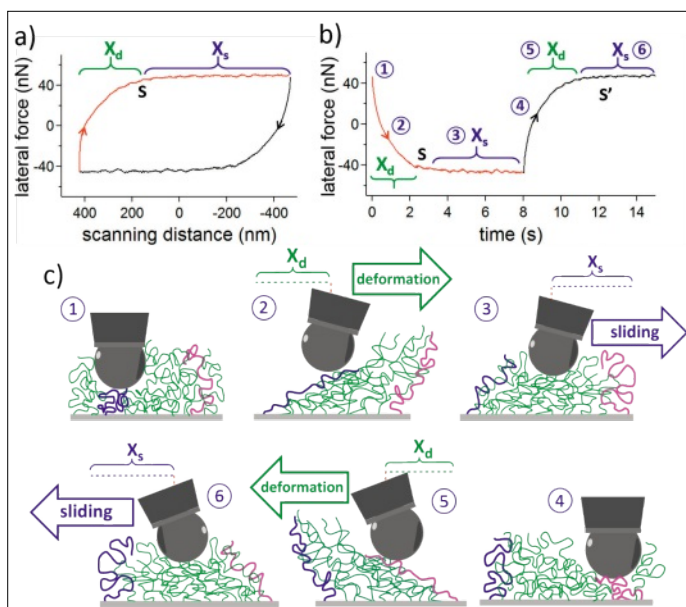 a)
X_d X_s
S
40
0
-40
lateral force (nN)
400 200 0 -200 -400
scanning distance (nm)
b)
⑤ X_d X_s ⑥
①
②
③ X_s
④
S
S'
X_d
40
0
-40
lateral force (nN)
0 2 4 6 8 10 12 14
time (s)
c)
①
X_d
②
deformation
X_s
③
sliding
X_s
sliding
⑥
deformation
X_d
⑤
④